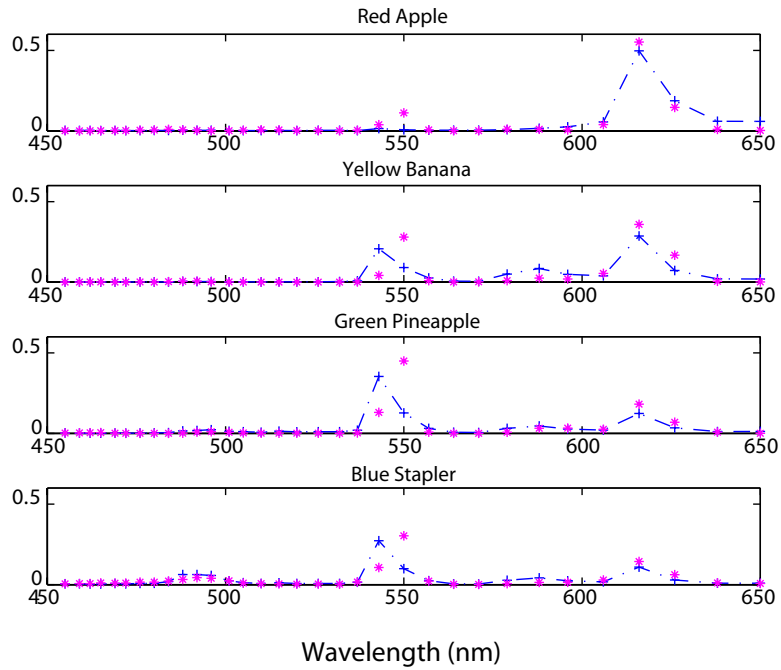 Red Apple
0.5
0
450 500 550 600 650
Yellow Banana
0.5
0
450 500 550 600 650
Green Pineapple
0.5
0
450 500 550 600 650
Blue Stapler
0.5
0
450 500 550 600 650
Wavelength (nm)